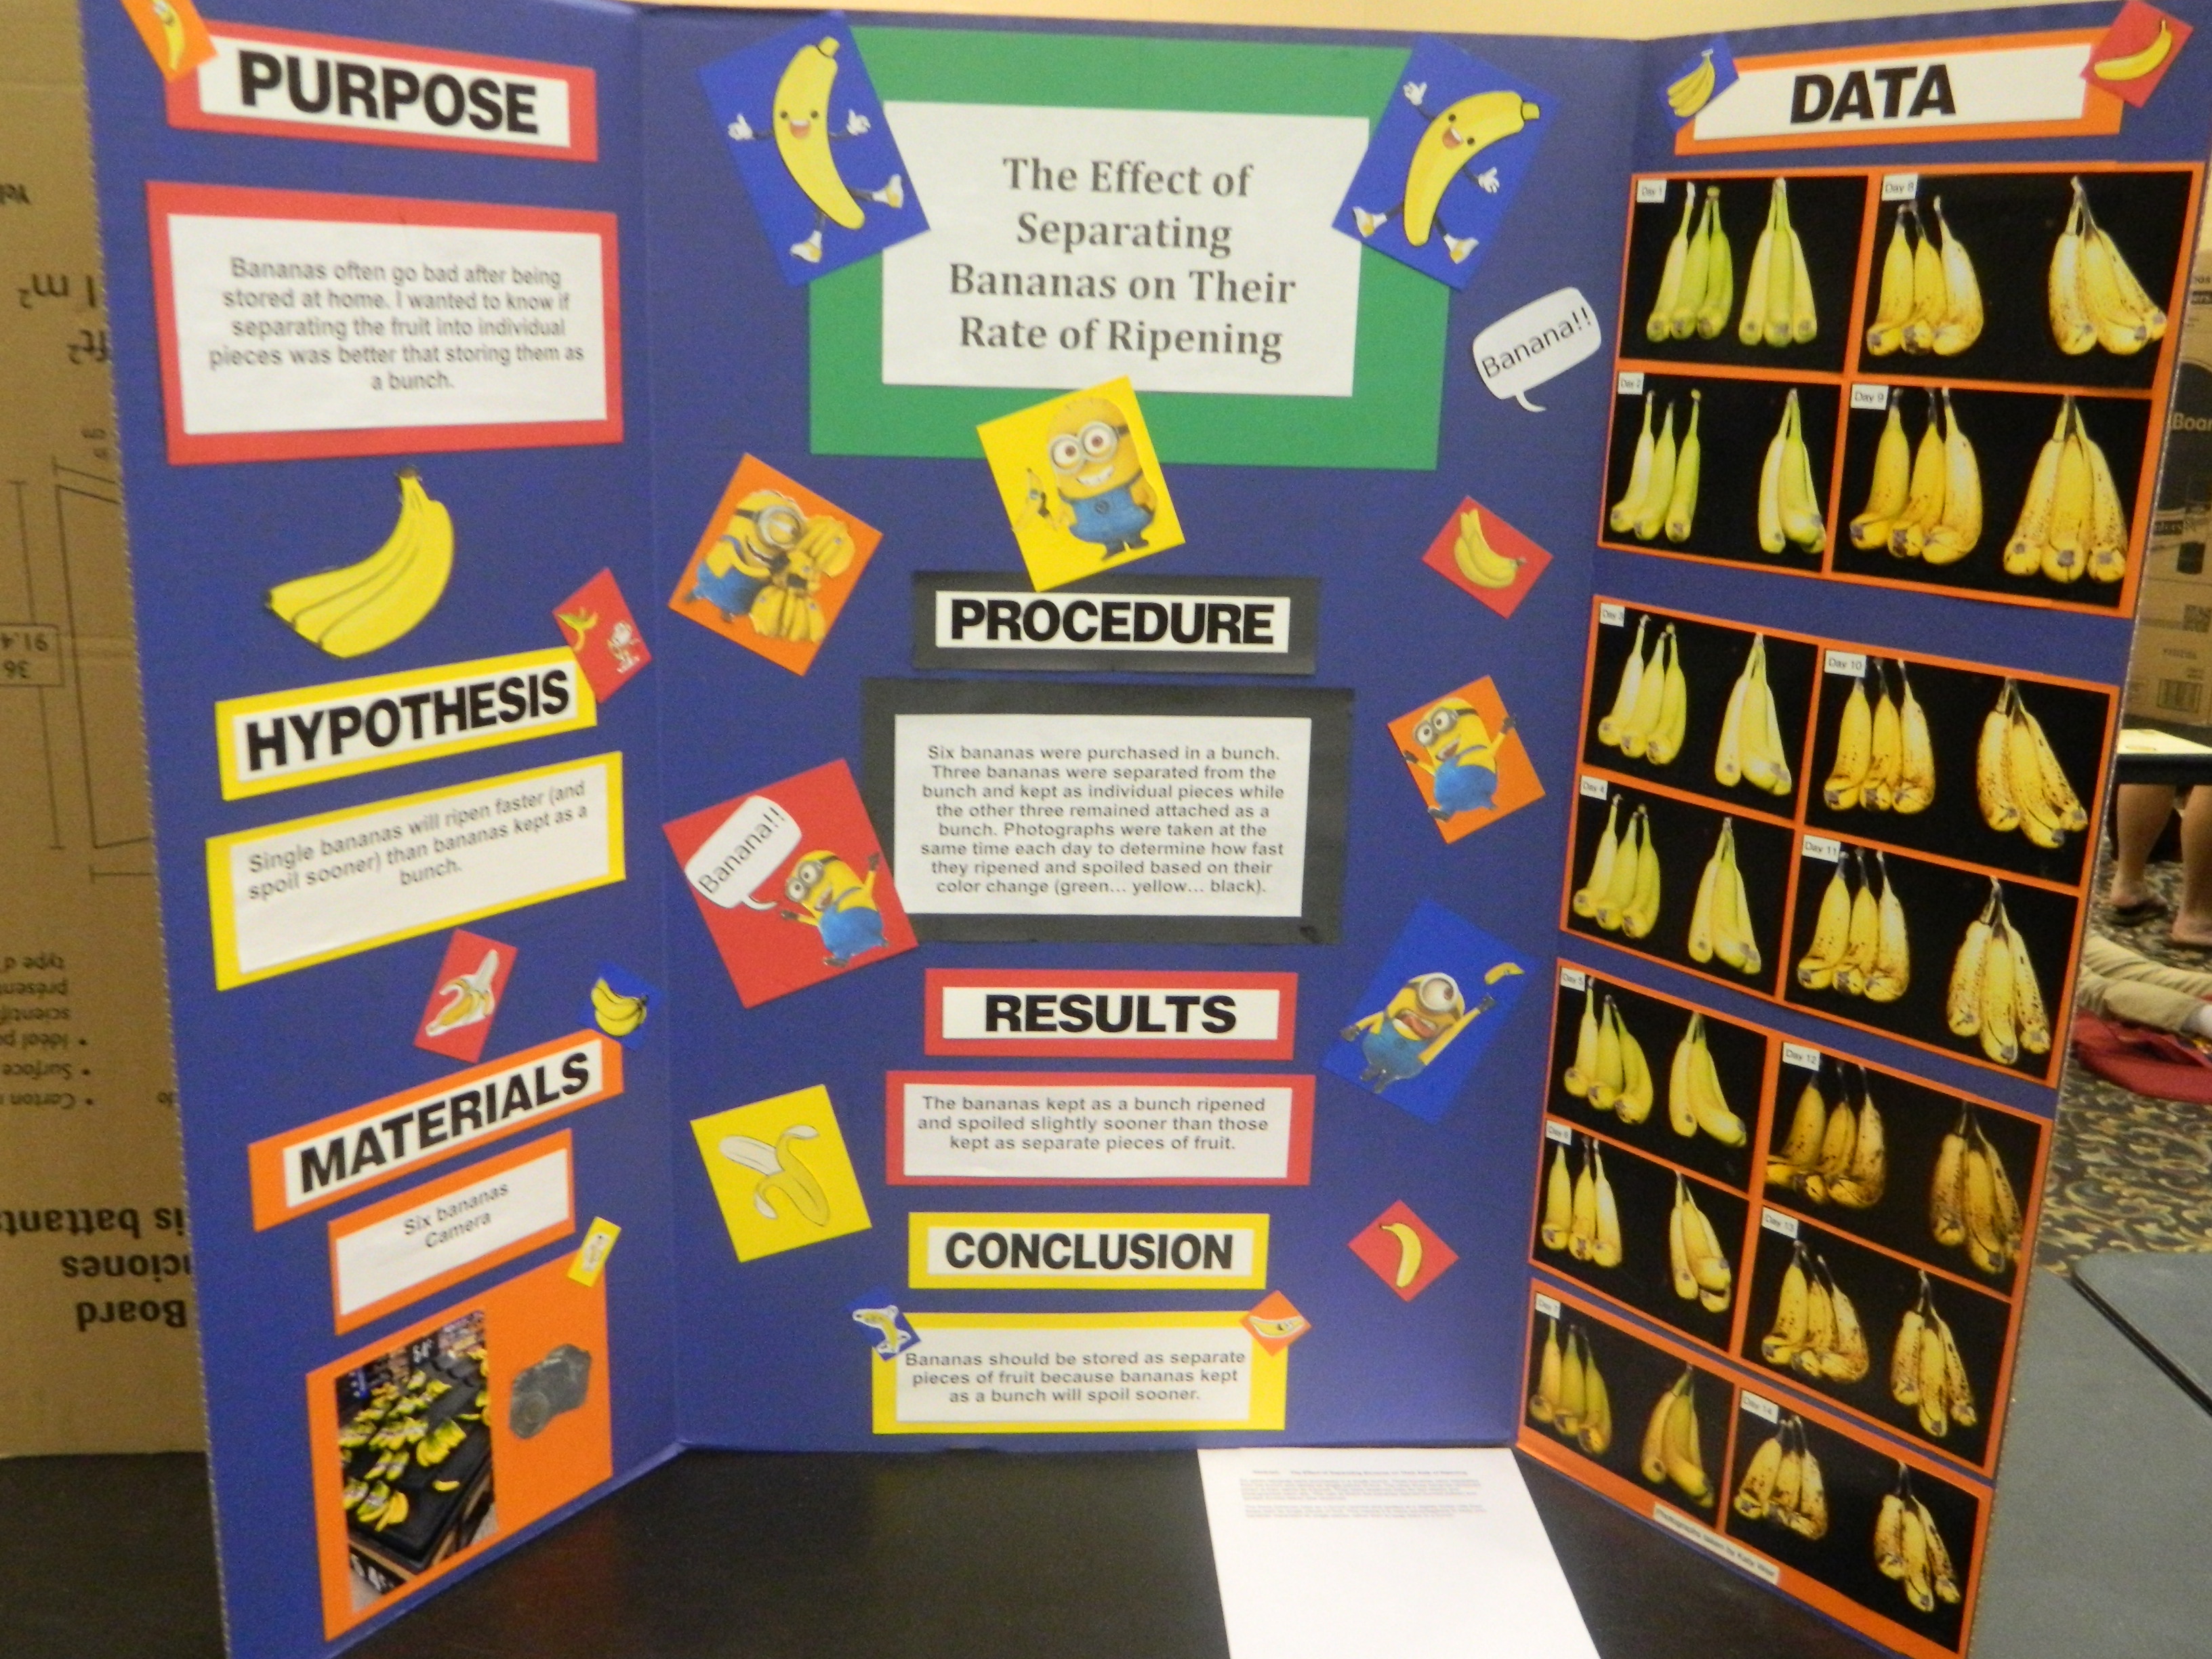 PURPOSE
Bananas often go bad after being
stored at home. I wanted to know if
separating the fruit into individual
pieces was better that storing them as
a bunch.
HYPOTHESIS
Single bananas will ripen faster (and
spoil sooner) than bananas kept as a
bunch.
MATERIALS
Six bananas
Camera
The Effect of
Separating
Bananas on Their
Rate of Ripening
Banana!!
PROCEDURE
Six bananas were purchased in a bunch.
Three bananas were separated from the
bunch and kept as individual pieces while
the other three remained attached as a
bunch. Photographs were taken at the
same time each day to determine how fast
they ripened and spoiled based on their
color change (green... yellow... black).
Banana!!
RESULTS
The bananas kept as a bunch ripened
and spoiled slightly sooner than those
kept as separate pieces of fruit.
CONCLUSION
Bananas should be stored as separate
pieces of fruit because bananas kept
as a bunch will spoil sooner.
DATA
Day 1
Day 8
Day 2
Day 9
Day 3
Day 10
Day 4
Day 11
Day 5
Day 12
Day 6
Day 13
Day 7
Day 14
Photographs taken by
36
91.4
Board